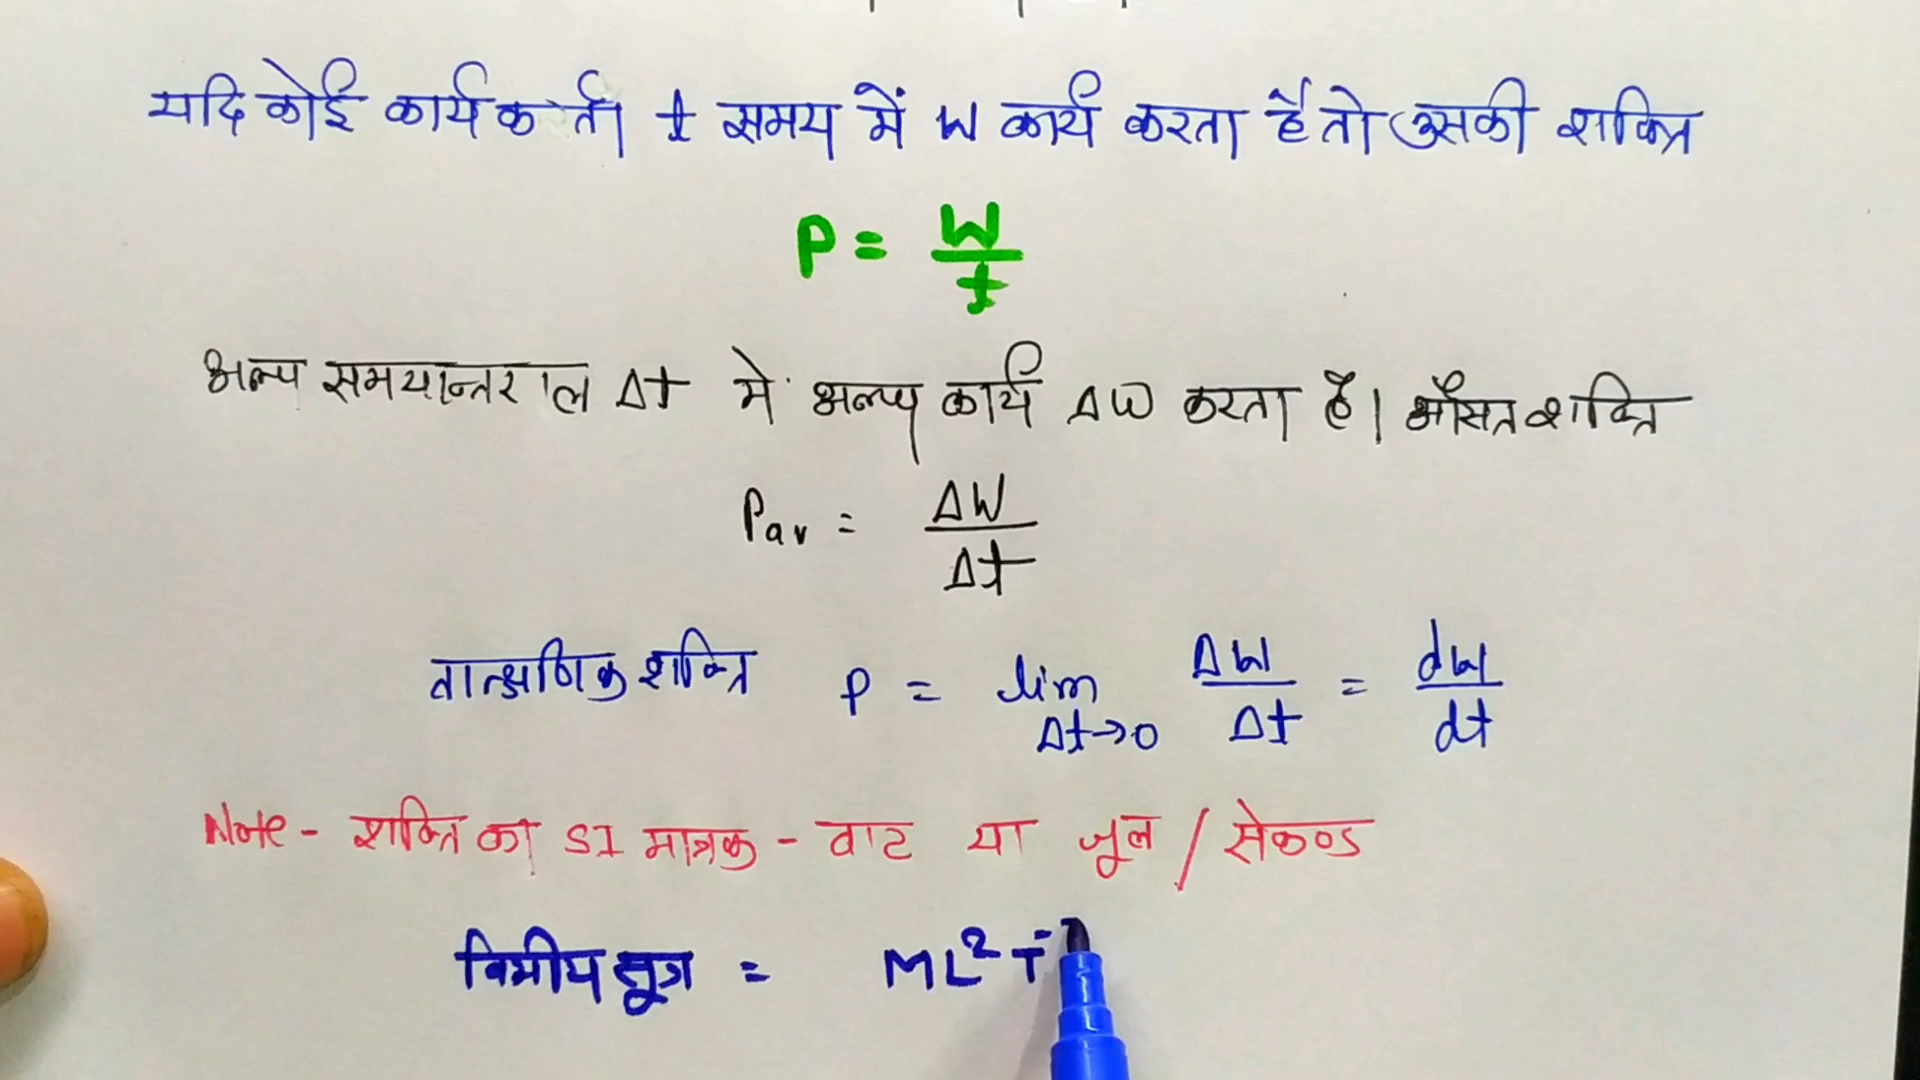 यदि कोई कार्यकर्ता t समय में W कार्य करता है तो उसकी शक्ति
P = W/t
अल्प समयान्तराल Δt मे अल्प कार्य ΔW करता है। औसत शक्ति
Pav = ΔW/Δt
तात्क्षणिक शक्ति P = lim Δt→0 ΔW/Δt = dW/dt
Note - शक्ति का SI मात्रक - वाट या जूल / सेकण्ड
विमीय सूत्र = ML²T⁻